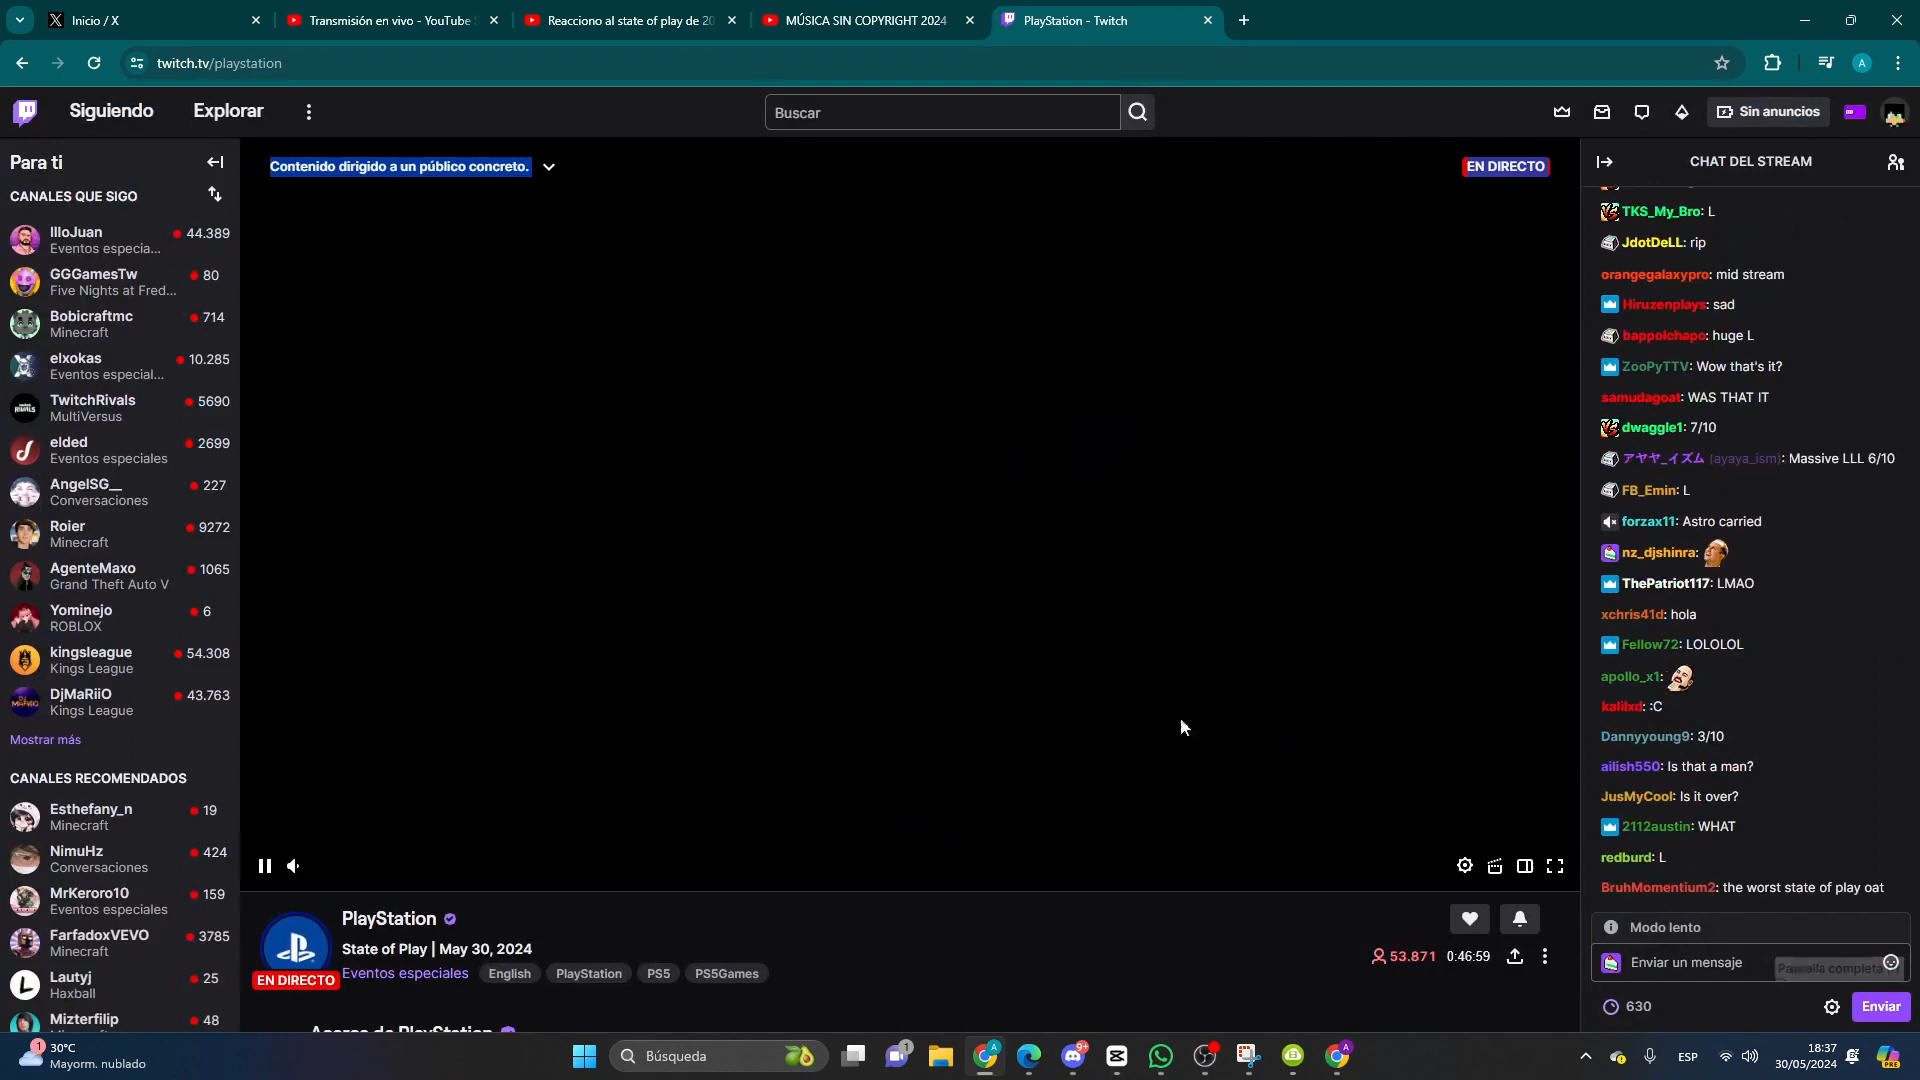 Inicio / X
Transmisión en vivo - YouTube S
Reacciono al state of play de 20
MÚSICA SIN COPYRIGHT 2024
PlayStation - Twitch
twitch.tv/playstation
A
Siguiendo
Explorar
Buscar
Sin anuncios
Para ti
CANALES QUE SIGO
IlloJuan
44.389
Eventos especia...
GGGamesTw
80
Five Nights at Fred...
Bobicraftmc
714
Minecraft
elxokas
10.285
Eventos especial...
TwitchRivals
5690
MultiVersus
elded
2699
Eventos especiales
AngelSG__
227
Conversaciones
Roier
9272
Minecraft
AgenteMaxo
1065
Grand Theft Auto V
Yominejo
6
ROBLOX
kingsleague
54.308
Kings League
DjMaRiiO
43.763
Kings League
Mostrar más
CANALES RECOMENDADOS
Esthefany_n
19
Minecraft
NimuHz
424
Conversaciones
MrKeroro10
159
Eventos especiales
FarfadoxVEVO
3785
Minecraft
Lautyj
25
Haxball
Mizterfilip
48
Contenido dirigido a un público concreto.
EN DIRECTO
PlayStation
State of Play | May 30, 2024
Eventos especiales
English
PlayStation
PS5
PS5Games
EN DIRECTO
53.871
0:46:59
Acerca de PlayStation
CHAT DEL STREAM
TKS_My_Bro: L
JdotDeLL: rip
orangegalaxypro: mid stream
Hiruzenplays: sad
bappolchapo: huge L
ZooPyTTV: Wow that's it?
samudagoat: WAS THAT IT
dwaggle1: 7/10
アヤヤ_イズム (ayaya_ism): Massive LLL 6/10
FB_Emin: L
forzax11: Astro carried
nz_djshinra:
ThePatriot117: LMAO
xchris41d: hola
Fellow72: LOLOLOL
apollo_x1:
kalilxd: :C
Dannyyoung9: 3/10
ailish550: Is that a man?
JusMyCool: Is it over?
2112austin: WHAT
redburd: L
BruhMomentium2: the worst state of play oat
Modo lento
Enviar un mensaje
Pantalla completa
630
Enviar
1
30°C
Mayorm. nublado
Búsqueda
1
A
9+
A
ESP
18:37
30/05/2024
PRE